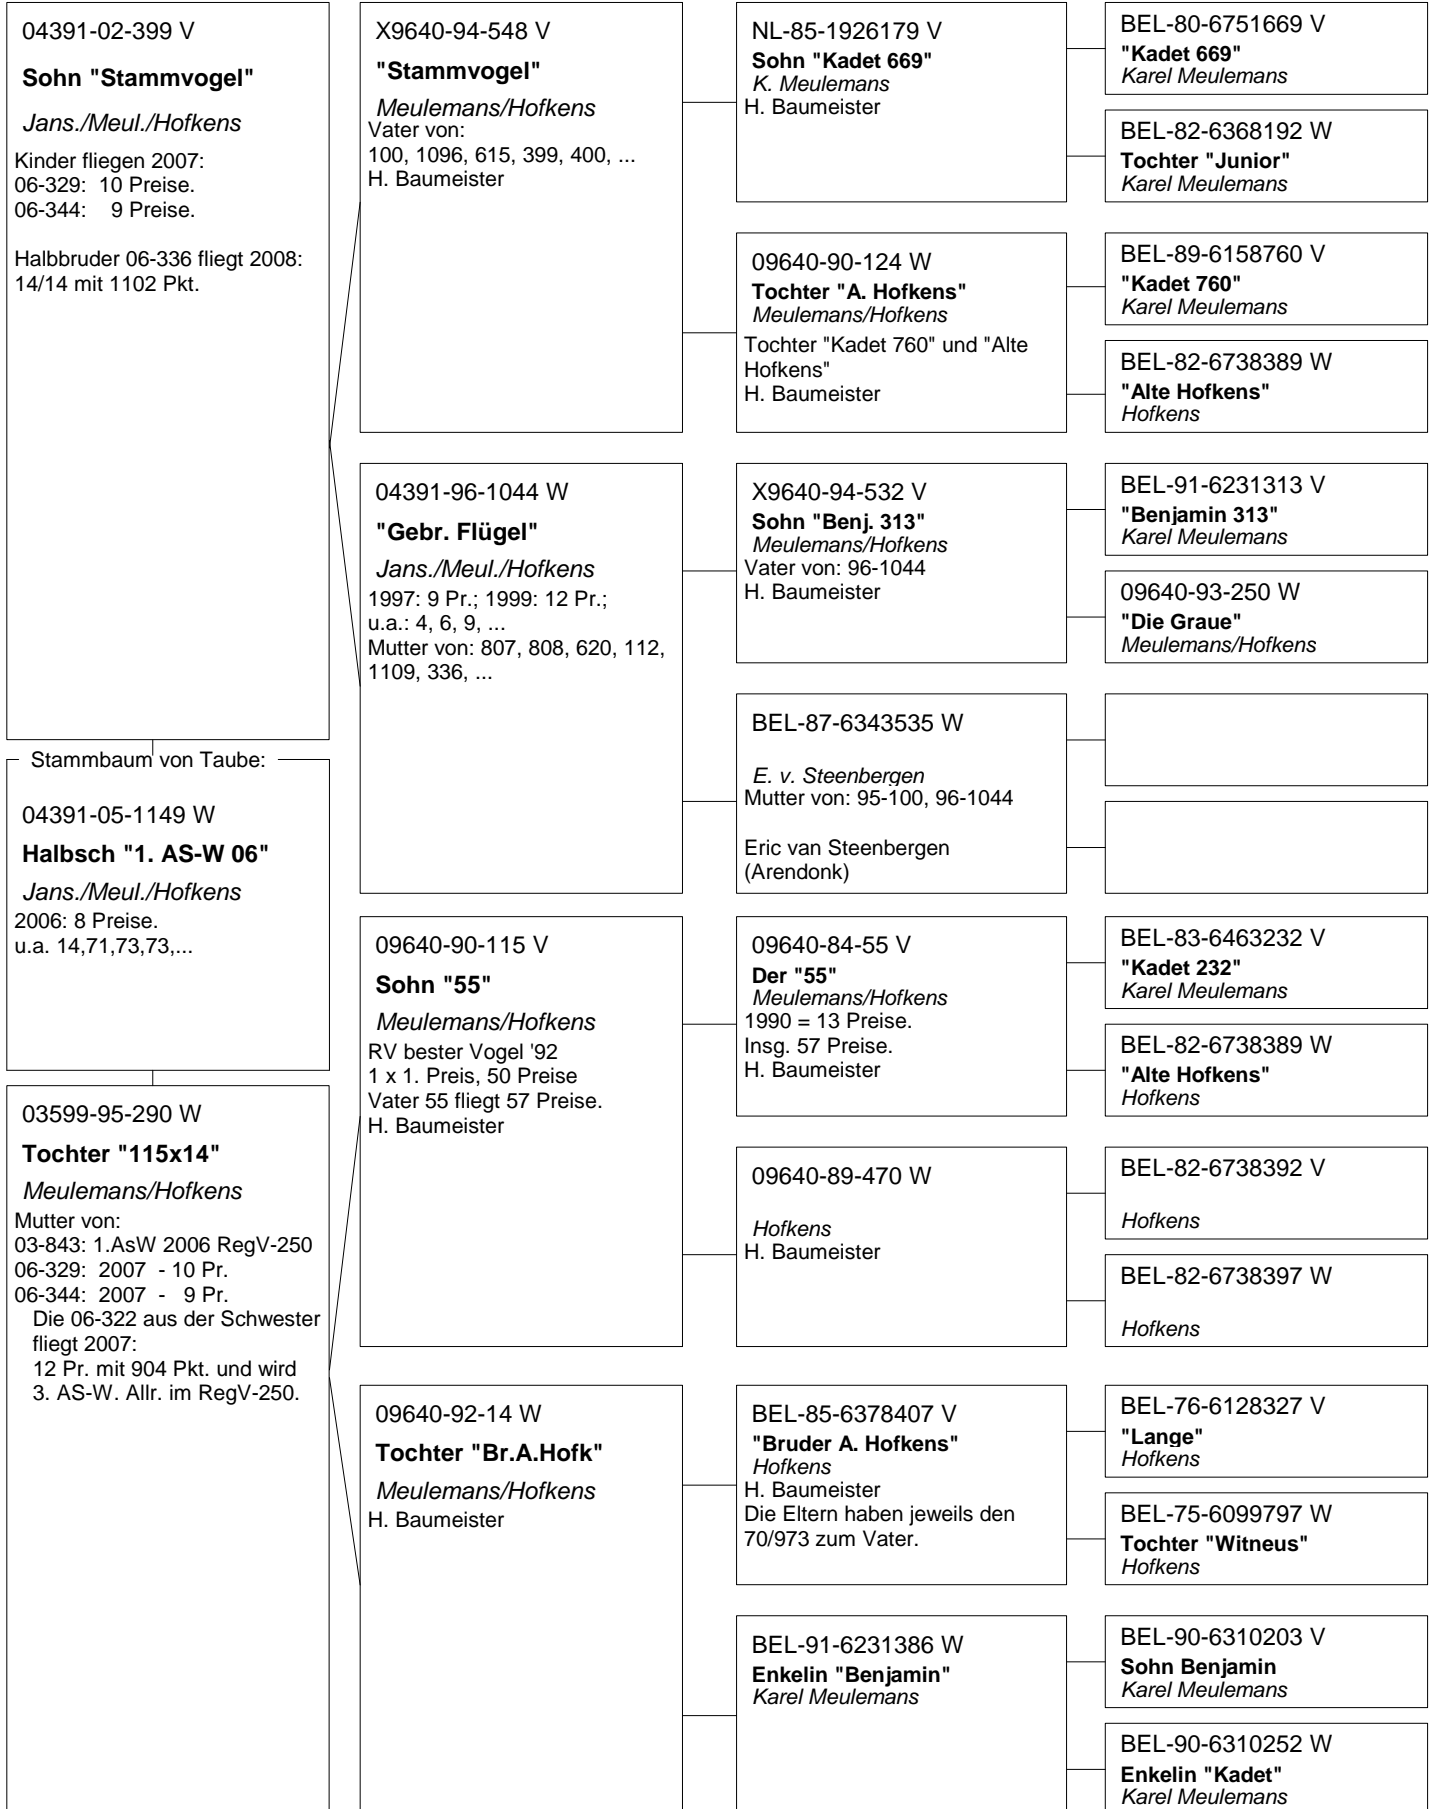 04391-02-399 V
Sohn "Stammvogel"
Jans./Meul./Hofkens
Kinder fliegen 2007:
06-329:  10 Preise.
06-344:    9 Preise.
Halbbruder 06-336 fliegt 2008:
14/14 mit 1102 Pkt.
Stammbaum von Taube:
04391-05-1149 W
Halbsch "1. AS-W 06"
Jans./Meul./Hofkens
2006: 8 Preise.
u.a. 14,71,73,73,...
03599-95-290 W
Tochter "115x14"
Meulemans/Hofkens
Mutter von:
03-843: 1.AsW 2006 RegV-250
06-329:  2007  - 10 Pr.
06-344:  2007  -   9 Pr.
Die 06-322 aus der Schwester
fliegt 2007:
12 Pr. mit 904 Pkt. und wird
3. AS-W. Allr. im RegV-250.
X9640-94-548 V
"Stammvogel"
Meulemans/Hofkens
Vater von:
100, 1096, 615, 399, 400, ...
H. Baumeister
04391-96-1044 W
"Gebr. Flügel"
Jans./Meul./Hofkens
1997: 9 Pr.; 1999: 12 Pr.;
u.a.: 4, 6, 9, ...
Mutter von: 807, 808, 620, 112,
1109, 336, ...
09640-90-115 V
Sohn "55"
Meulemans/Hofkens
RV bester Vogel '92
1 x 1. Preis, 50 Preise
Vater 55 fliegt 57 Preise.
H. Baumeister
09640-92-14 W
Tochter "Br.A.Hofk"
Meulemans/Hofkens
H. Baumeister
NL-85-1926179 V
Sohn "Kadet 669"
K. Meulemans
H. Baumeister
09640-90-124 W
Tochter "A. Hofkens"
Meulemans/Hofkens
Tochter "Kadet 760" und "Alte
Hofkens"
H. Baumeister
X9640-94-532 V
Sohn "Benj. 313"
Meulemans/Hofkens
Vater von: 96-1044
H. Baumeister
BEL-87-6343535 W
E. v. Steenbergen
Mutter von: 95-100, 96-1044
Eric van Steenbergen
(Arendonk)
09640-84-55 V
Der "55"
Meulemans/Hofkens
1990 = 13 Preise.
Insg. 57 Preise.
H. Baumeister
09640-89-470 W
Hofkens
H. Baumeister
BEL-85-6378407 V
"Bruder A. Hofkens"
Hofkens
H. Baumeister
Die Eltern haben jeweils den
70/973 zum Vater.
BEL-91-6231386 W
Enkelin "Benjamin"
Karel Meulemans
BEL-80-6751669 V
"Kadet 669"
Karel Meulemans
BEL-82-6368192 W
Tochter "Junior"
Karel Meulemans
BEL-89-6158760 V
"Kadet 760"
Karel Meulemans
BEL-82-6738389 W
"Alte Hofkens"
Hofkens
BEL-91-6231313 V
"Benjamin 313"
Karel Meulemans
09640-93-250 W
"Die Graue"
Meulemans/Hofkens
BEL-83-6463232 V
"Kadet 232"
Karel Meulemans
BEL-82-6738389 W
"Alte Hofkens"
Hofkens
BEL-82-6738392 V
Hofkens
BEL-82-6738397 W
Hofkens
BEL-76-6128327 V
"Lange"
Hofkens
BEL-75-6099797 W
Tochter "Witneus"
Hofkens
BEL-90-6310203 V
Sohn Benjamin
Karel Meulemans
BEL-90-6310252 W
Enkelin "Kadet"
Karel Meulemans